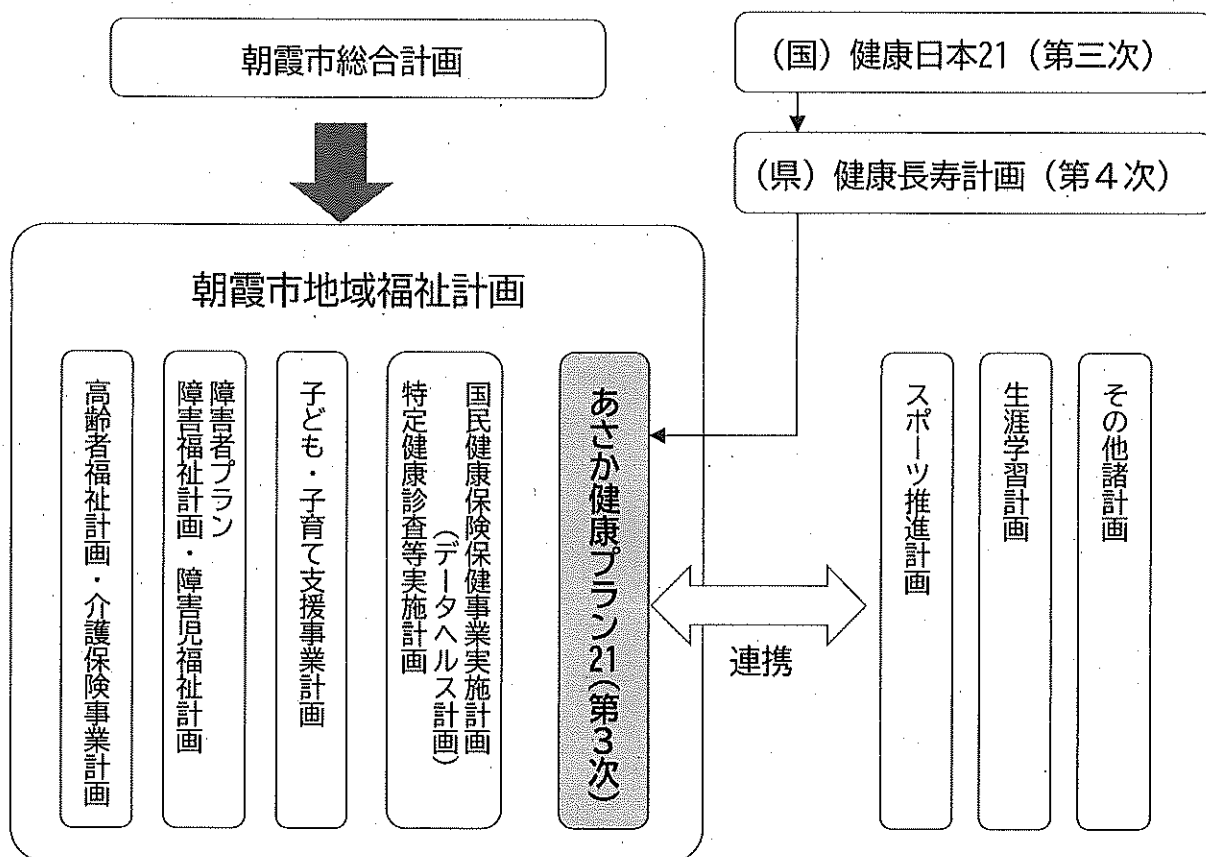 朝霞市総合計画
(国)健康日本21(第三次)
(県)健康長寿計画(第4次)
朝霞市地域福祉計画
高齢者福祉計画・介護保険事業計画
障害者プラン
障害福祉計画・障害児福祉計画
子ども・子育て支援事業計画
国民健康保険保健事業実施計画
(データヘルス計画)
特定健康診査等実施計画
あさか健康プラン21(第3次)
連携
スポーツ推進計画
生涯学習計画
その他諸計画